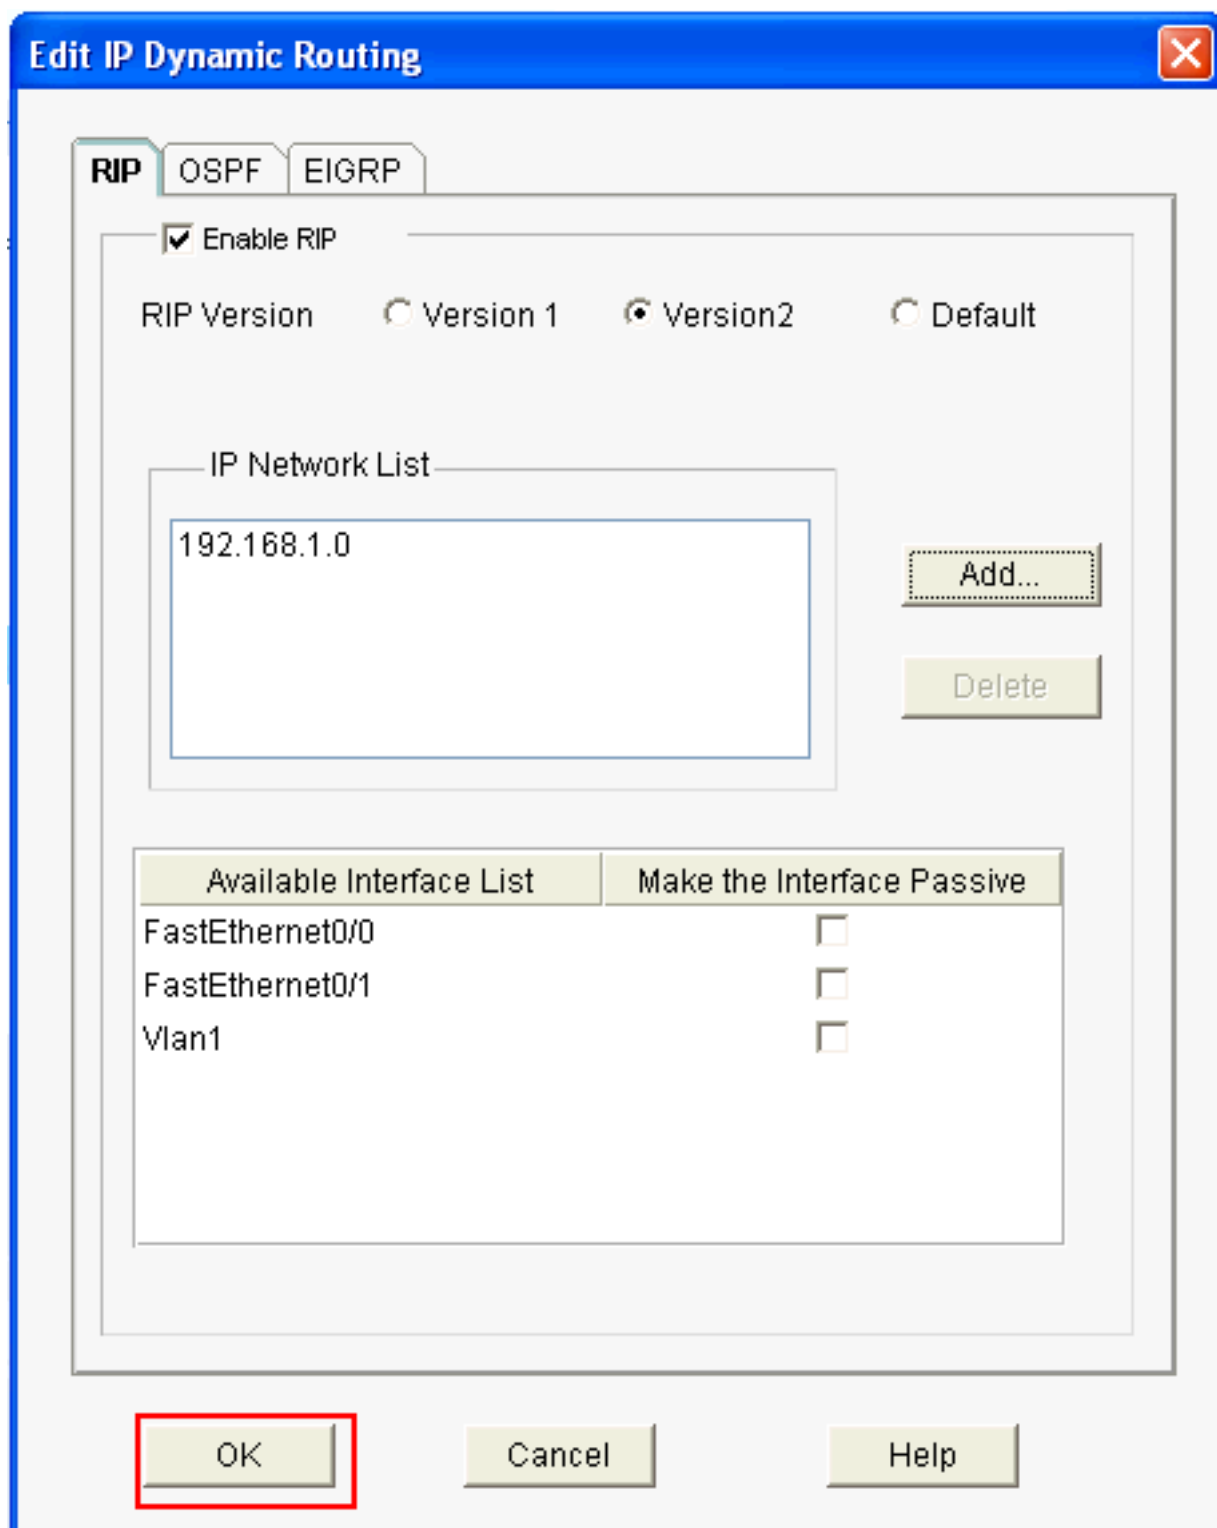 Edit IP Dynamic Routing
RIP OSPF EIGRP
Enable RIP
RIP Version Version 1 Version2 Default
IP Network List
192.168.1.0
Add...
Delete
Available Interface List Make the Interface Passive
FastEthernet0/0
FastEthernet0/1
Vlan1
OK Cancel Help